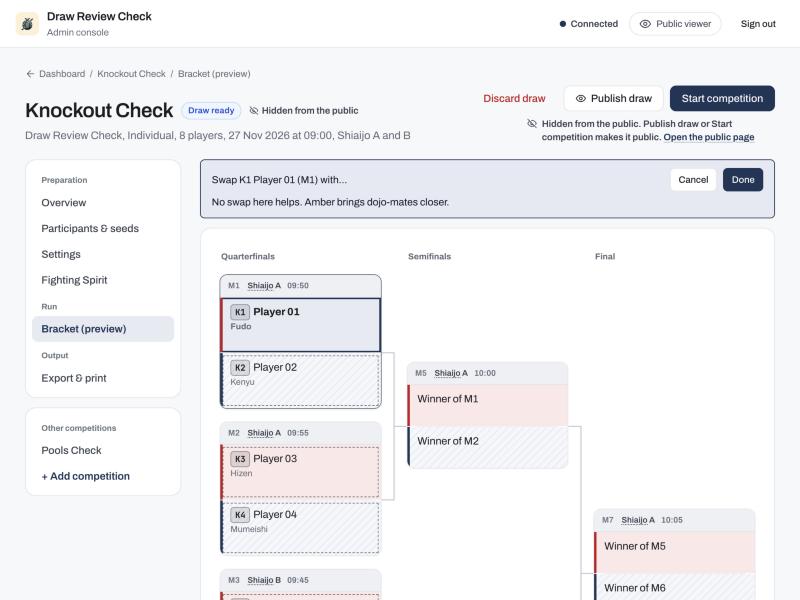 Draw Review Check
Admin console
Connected
Public viewer
Sign out
Dashboard / Knockout Check / Bracket (preview)
Knockout Check
Draw ready
Hidden from the public
Discard draw
Publish draw
Start competition
Draw Review Check, Individual, 8 players, 27 Nov 2026 at 09:00, Shiaijo A and B
Hidden from the public. Publish draw or Start
competition makes it public. Open the public page
Preparation
Overview
Participants & seeds
Settings
Fighting Spirit
Run
Bracket (preview)
Output
Export & print
Other competitions
Pools Check
+ Add competition
Swap K1 Player 01 (M1) with...
Cancel
Done
No swap here helps. Amber brings dojo-mates closer.
Quarterfinals
Semifinals
Final
M1 Shiaijo A 09:50
K1 Player 01
Fudo
K2 Player 02
Kenyu
M2 Shiaijo A 09:55
K3 Player 03
Hizen
K4 Player 04
Mumeishi
M3 Shiaijo B 09:45
M5 Shiaijo A 10:00
Winner of M1
Winner of M2
M7 Shiaijo A 10:05
Winner of M5
Winner of M6